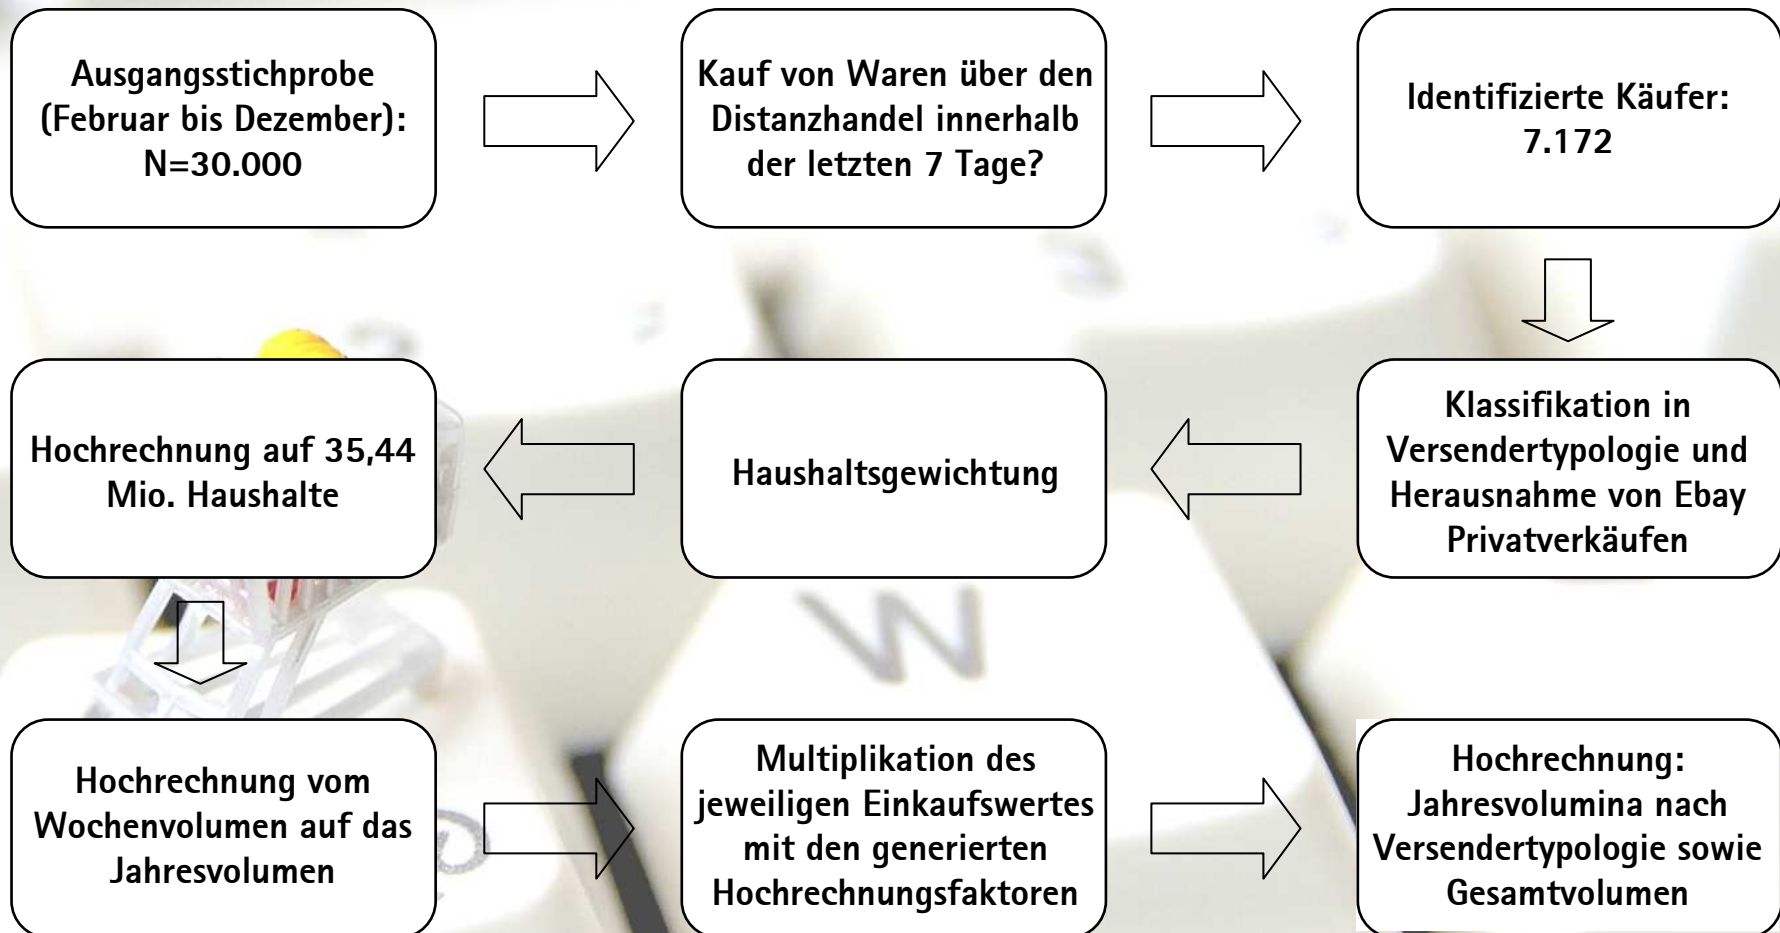 Ausgangsstichprobe
(Februar bis Dezember):
N=30.000
Kauf von Waren über den
Distanzhandel innerhalb
der letzten 7 Tage?
Identifizierte Käufer:
7.172
Klassifikation in
Versendertypologie und
Herausnahme von Ebay
Privatverkäufen
Haushaltsgewichtung
Hochrechnung auf 35,44
Mio. Haushalte
W
Hochrechnung vom
Wochenvolumen auf das
Jahresvolumen
@
Multiplikation des
jeweiligen Einkaufswertes
mit den generierten
Hochrechnungsfaktoren
Hochrechnung:
Jahresvolumina nach
Versendertypologie sowie
Gesamtvolumen